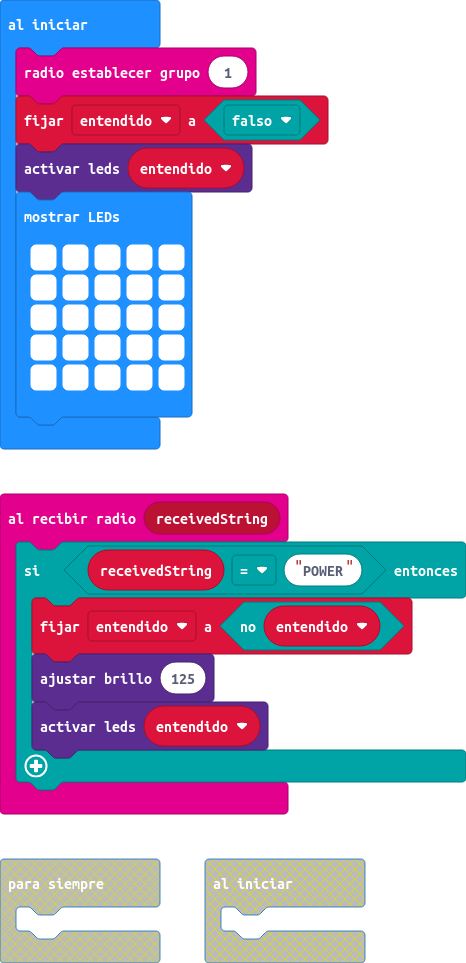 al iniciar
radio establecer grupo 1
fijar entendido a falso
activar leds entendido
mostrar LEDs
al recibir radio receivedString
si receivedString = "POWER" entonces
fijar entendido a no entendido
ajustar brillo 125
activar leds entendido
para siempre al iniciar